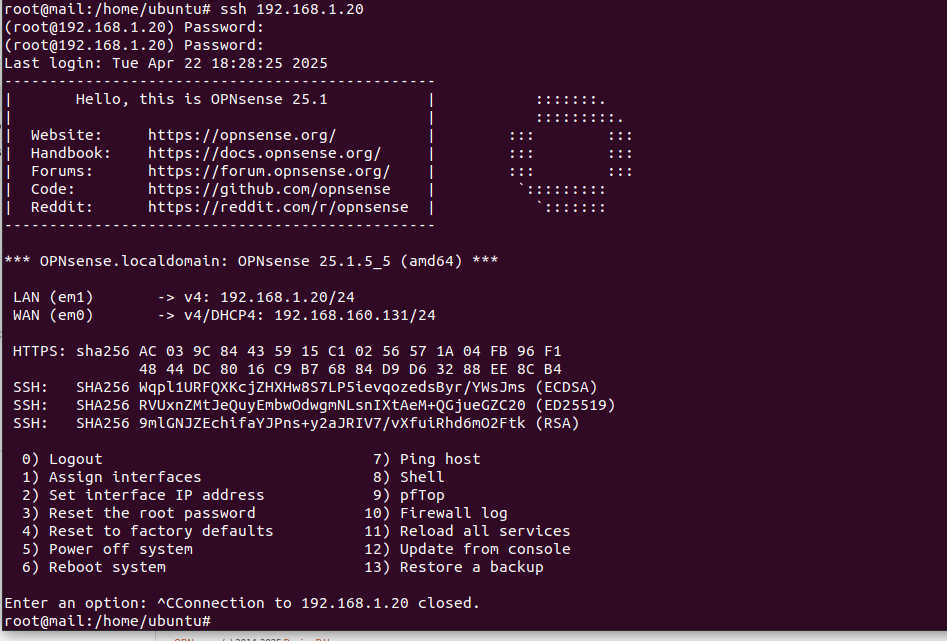 root@mail:/home/ubuntu# ssh 192.168.1.20
(root@192.168.1.20) Password:
(root@192.168.1.20) Password:
Last login: Tue Apr 22 18:28:25 2025
----------------------------------------------
|       Hello, this is OPNsense 25.1           |           :::::::.
|                                              |           :::::::::.
|  Website:     https://opnsense.org/          |        :::        :::
|  Handbook:    https://docs.opnsense.org/     |        :::        :::
|  Forums:      https://forum.opnsense.org/    |        :::        :::
|  Code:        https://github.com/opnsense    |         `:::::::::
|  Reddit:      https://reddit.com/r/opnsense  |           `:::::::
----------------------------------------------
*** OPNsense.localdomain: OPNsense 25.1.5_5 (amd64) ***
LAN (em1)       -> v4: 192.168.1.20/24
WAN (em0)       -> v4/DHCP4: 192.168.160.131/24
HTTPS: sha256 AC 03 9C 84 43 59 15 C1 02 56 57 1A 04 FB 96 F1
48 44 DC 80 16 C9 B7 68 84 D9 D6 32 88 EE 8C B4
SSH:   SHA256 Wqpl1URFQXKcjZHXHw8S7LP5ievqozedsByr/YWsJms (ECDSA)
SSH:   SHA256 RVUxnZMtJeQuyEmbwOdwgmNLsnIXtAeM+QGjueGZC20 (ED25519)
SSH:   SHA256 9mlGNJZEchifaYJPns+y2aJRIV7/vXfuiRhd6mO2Ftk (RSA)
0) Logout                              7) Ping host
1) Assign interfaces                   8) Shell
2) Set interface IP address            9) pfTop
3) Reset the root password            10) Firewall log
4) Reset to factory defaults          11) Reload all services
5) Power off system                   12) Update from console
6) Reboot system                      13) Restore a backup
Enter an option: ^CConnection to 192.168.1.20 closed.
root@mail:/home/ubuntu#